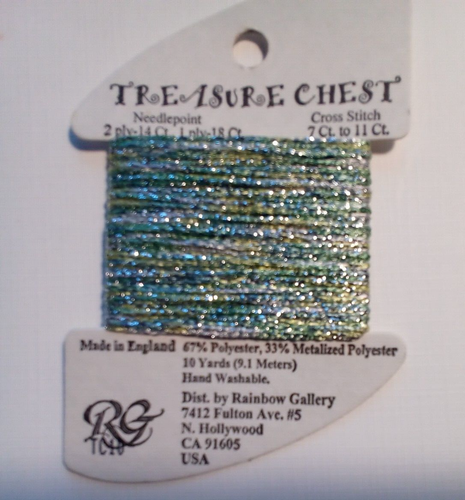 TREASURE CHEST
Needlepoint Cross Stitch
2 ply-14 Ct. 1 ply-18 Ct. 7 Ct. to 11 Ct.
Made in England 67% Polyester, 33% Metalized Polyester
10 Yards (9.1 Meters)
Hand Washable.
Dist. by Rainbow Gallery
7412 Fulton Ave. #5
N. Hollywood
CA 91605
USA
RG